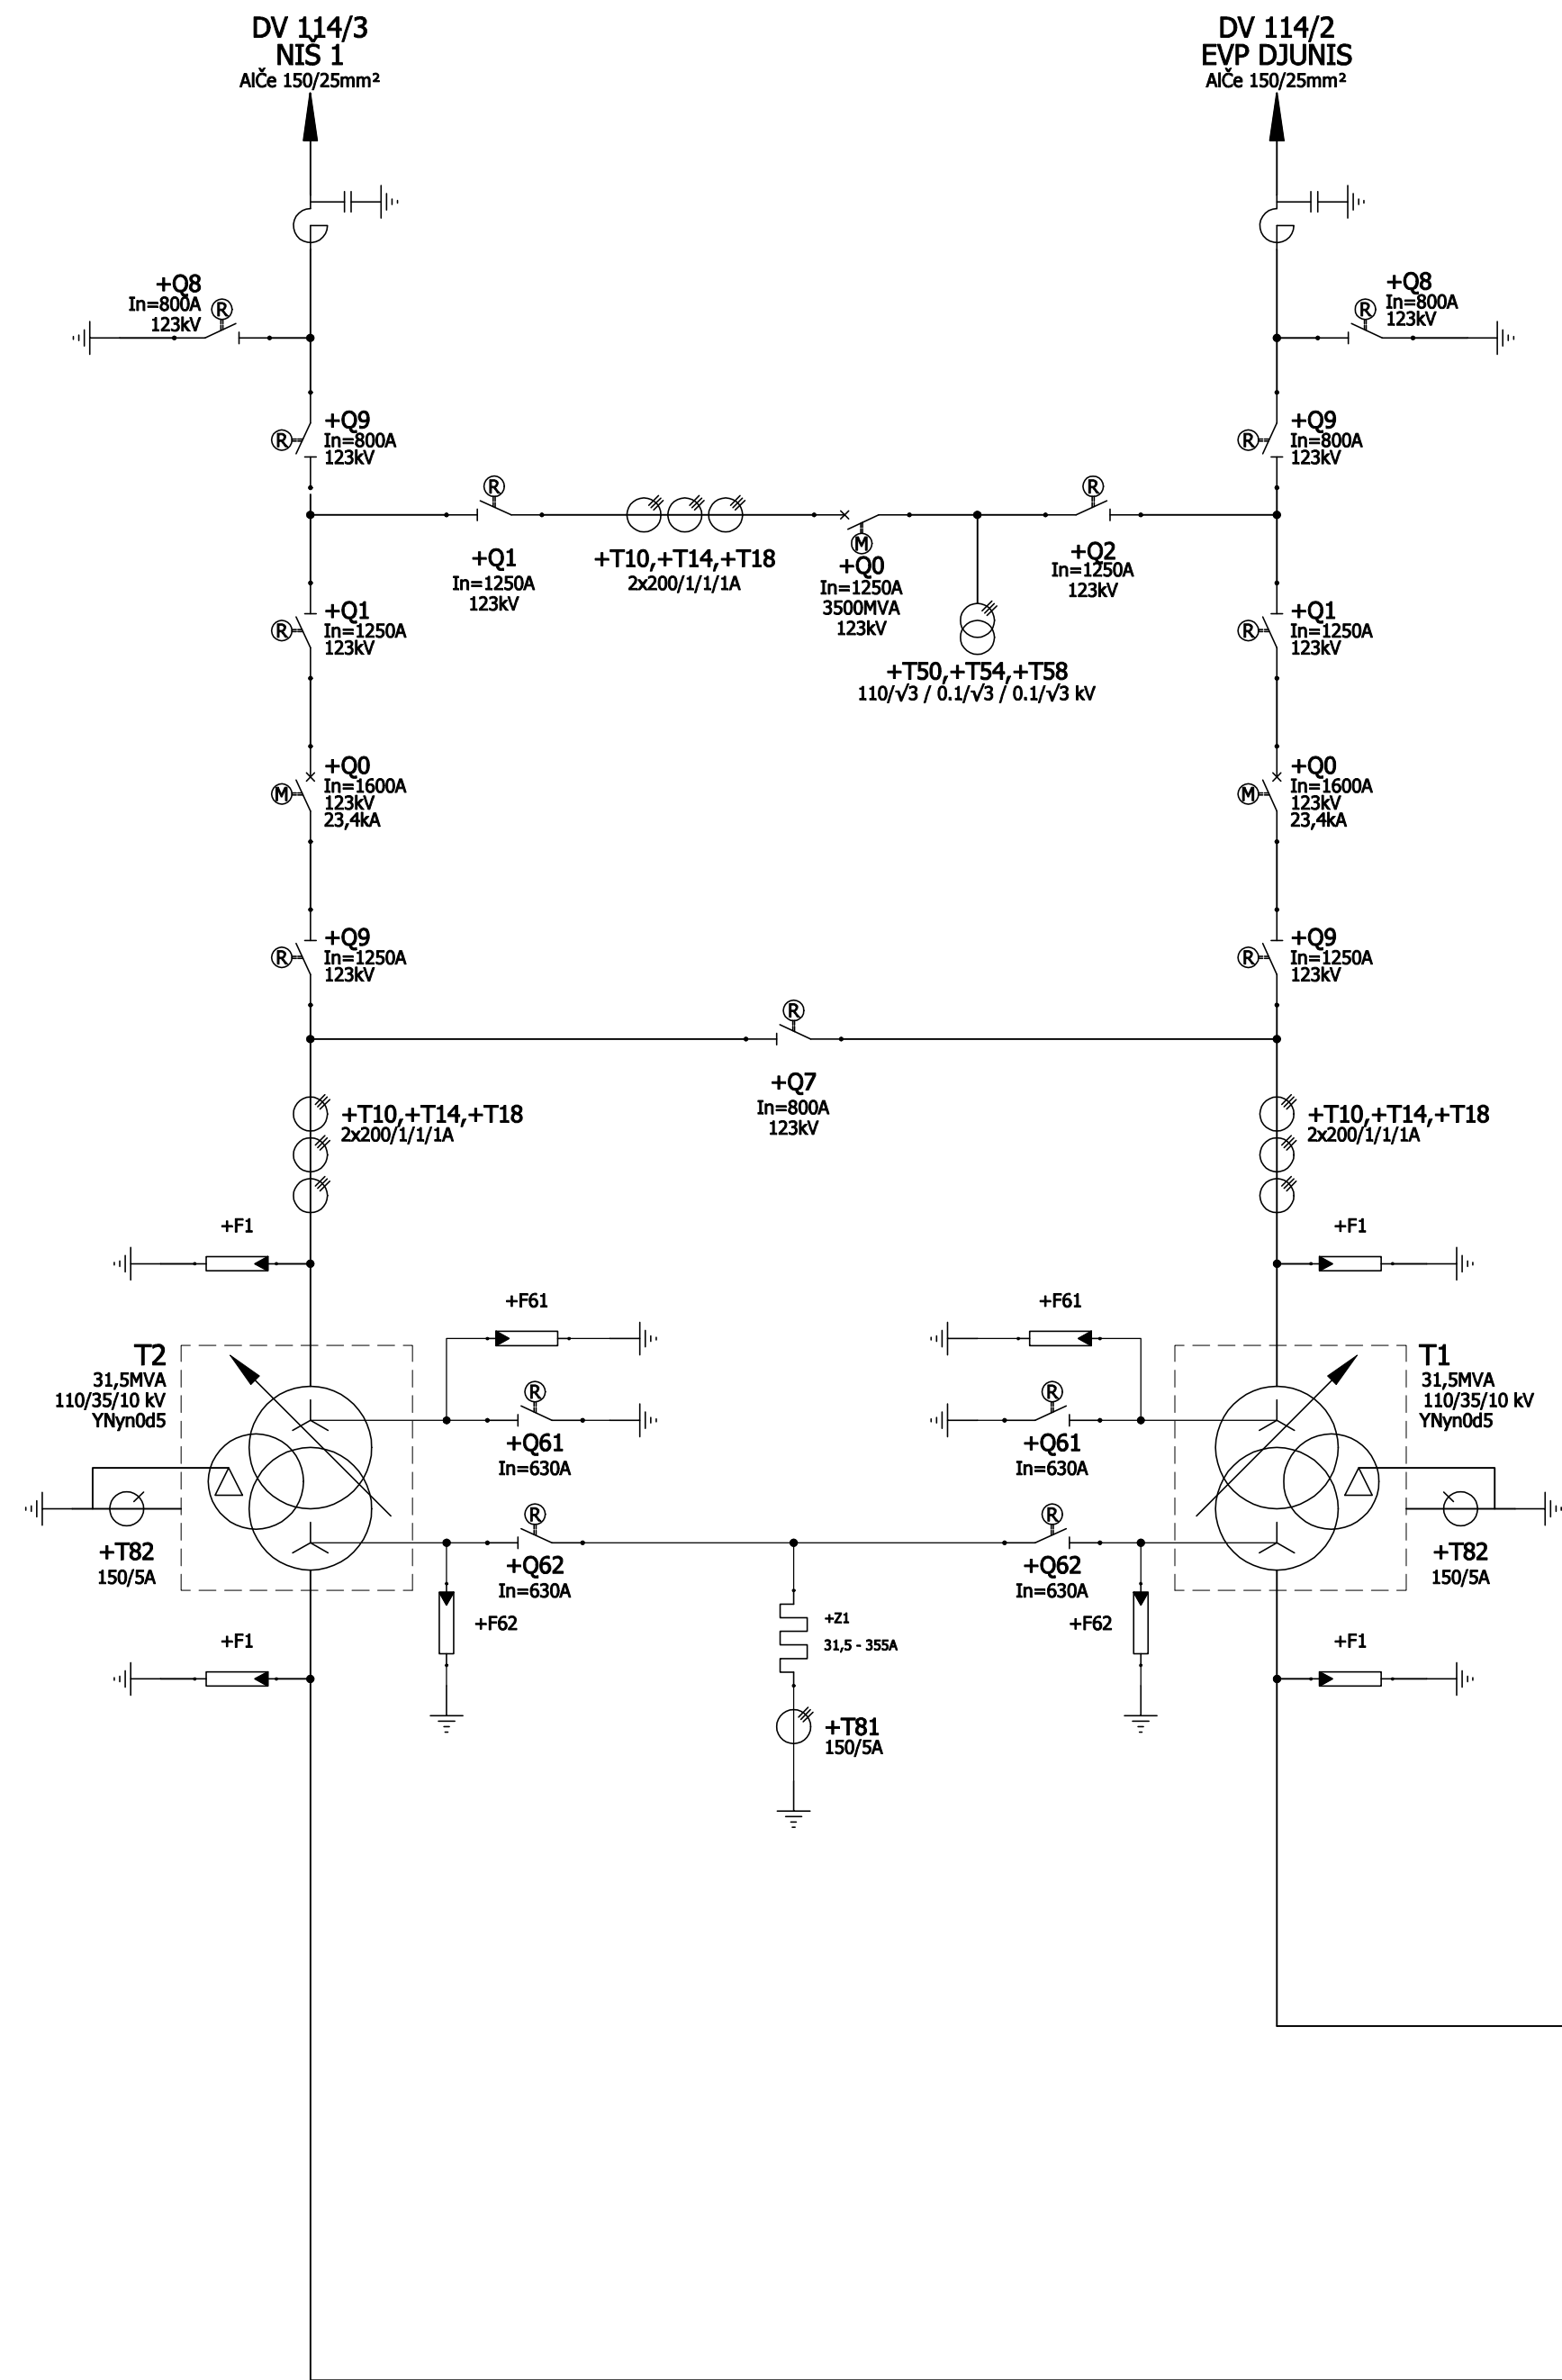 DV 114/3
NIŠ 1
AlČe 150/25mm²
DV 114/2
EVP DJUNIS
AlČe 150/25mm²
+Q8
In=800A
123kV
R
+Q8
In=800A
123kV
R
+Q9
In=800A
123kV
R
+Q9
In=800A
123kV
R
R
+Q1
In=1250A
123kV
+T10,+T14,+T18
2x200/1/1/1A
M
+Q0
In=1250A
3500MVA
123kV
R
+Q2
In=1250A
123kV
+T50,+T54,+T58
110/√3 / 0.1/√3 / 0.1/√3 kV
+Q1
In=1250A
123kV
R
+Q1
In=1250A
123kV
R
+Q0
In=1600A
123kV
23,4kA
M
+Q0
In=1600A
123kV
23,4kA
M
+Q9
In=1250A
123kV
R
+Q9
In=1250A
123kV
R
R
+Q7
In=800A
123kV
+T10,+T14,+T18
2x200/1/1/1A
+T10,+T14,+T18
2x200/1/1/1A
+F1
+F1
+F61
+F61
T2
31,5MVA
110/35/10 kV
YNyn0d5
T1
31,5MVA
110/35/10 kV
YNyn0d5
R
+Q61
In=630A
R
+Q61
In=630A
+T82
150/5A
+T82
150/5A
R
+Q62
In=630A
R
+Q62
In=630A
+F62
+F62
+Z1
31,5 - 355A
+F1
+F1
+T81
150/5A